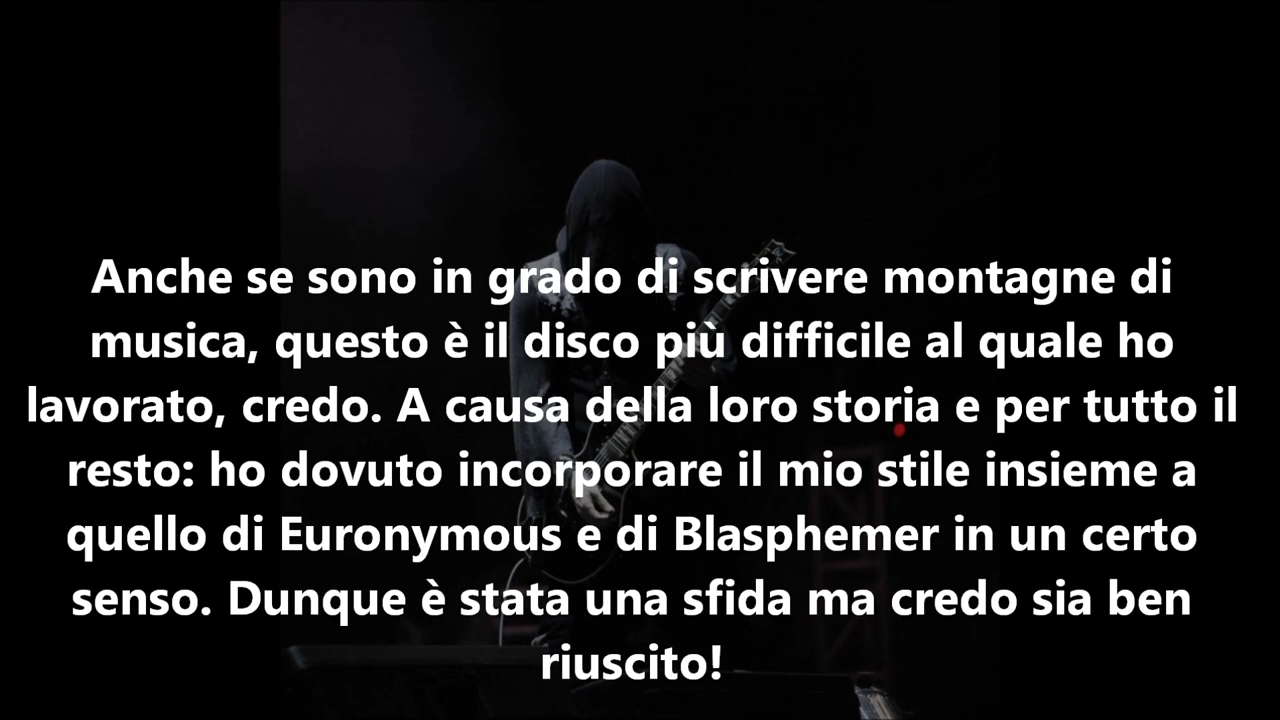 Anche se sono in grado di scrivere montagne di
musica, questo è il disco più difficile al quale ho
lavorato, credo. A causa della loro storia e per tutto il
resto: ho dovuto incorporare il mio stile insieme a
quello di Euronymous e di Blasphemer in un certo
senso. Dunque è stata una sfida ma credo sia ben
riuscito!